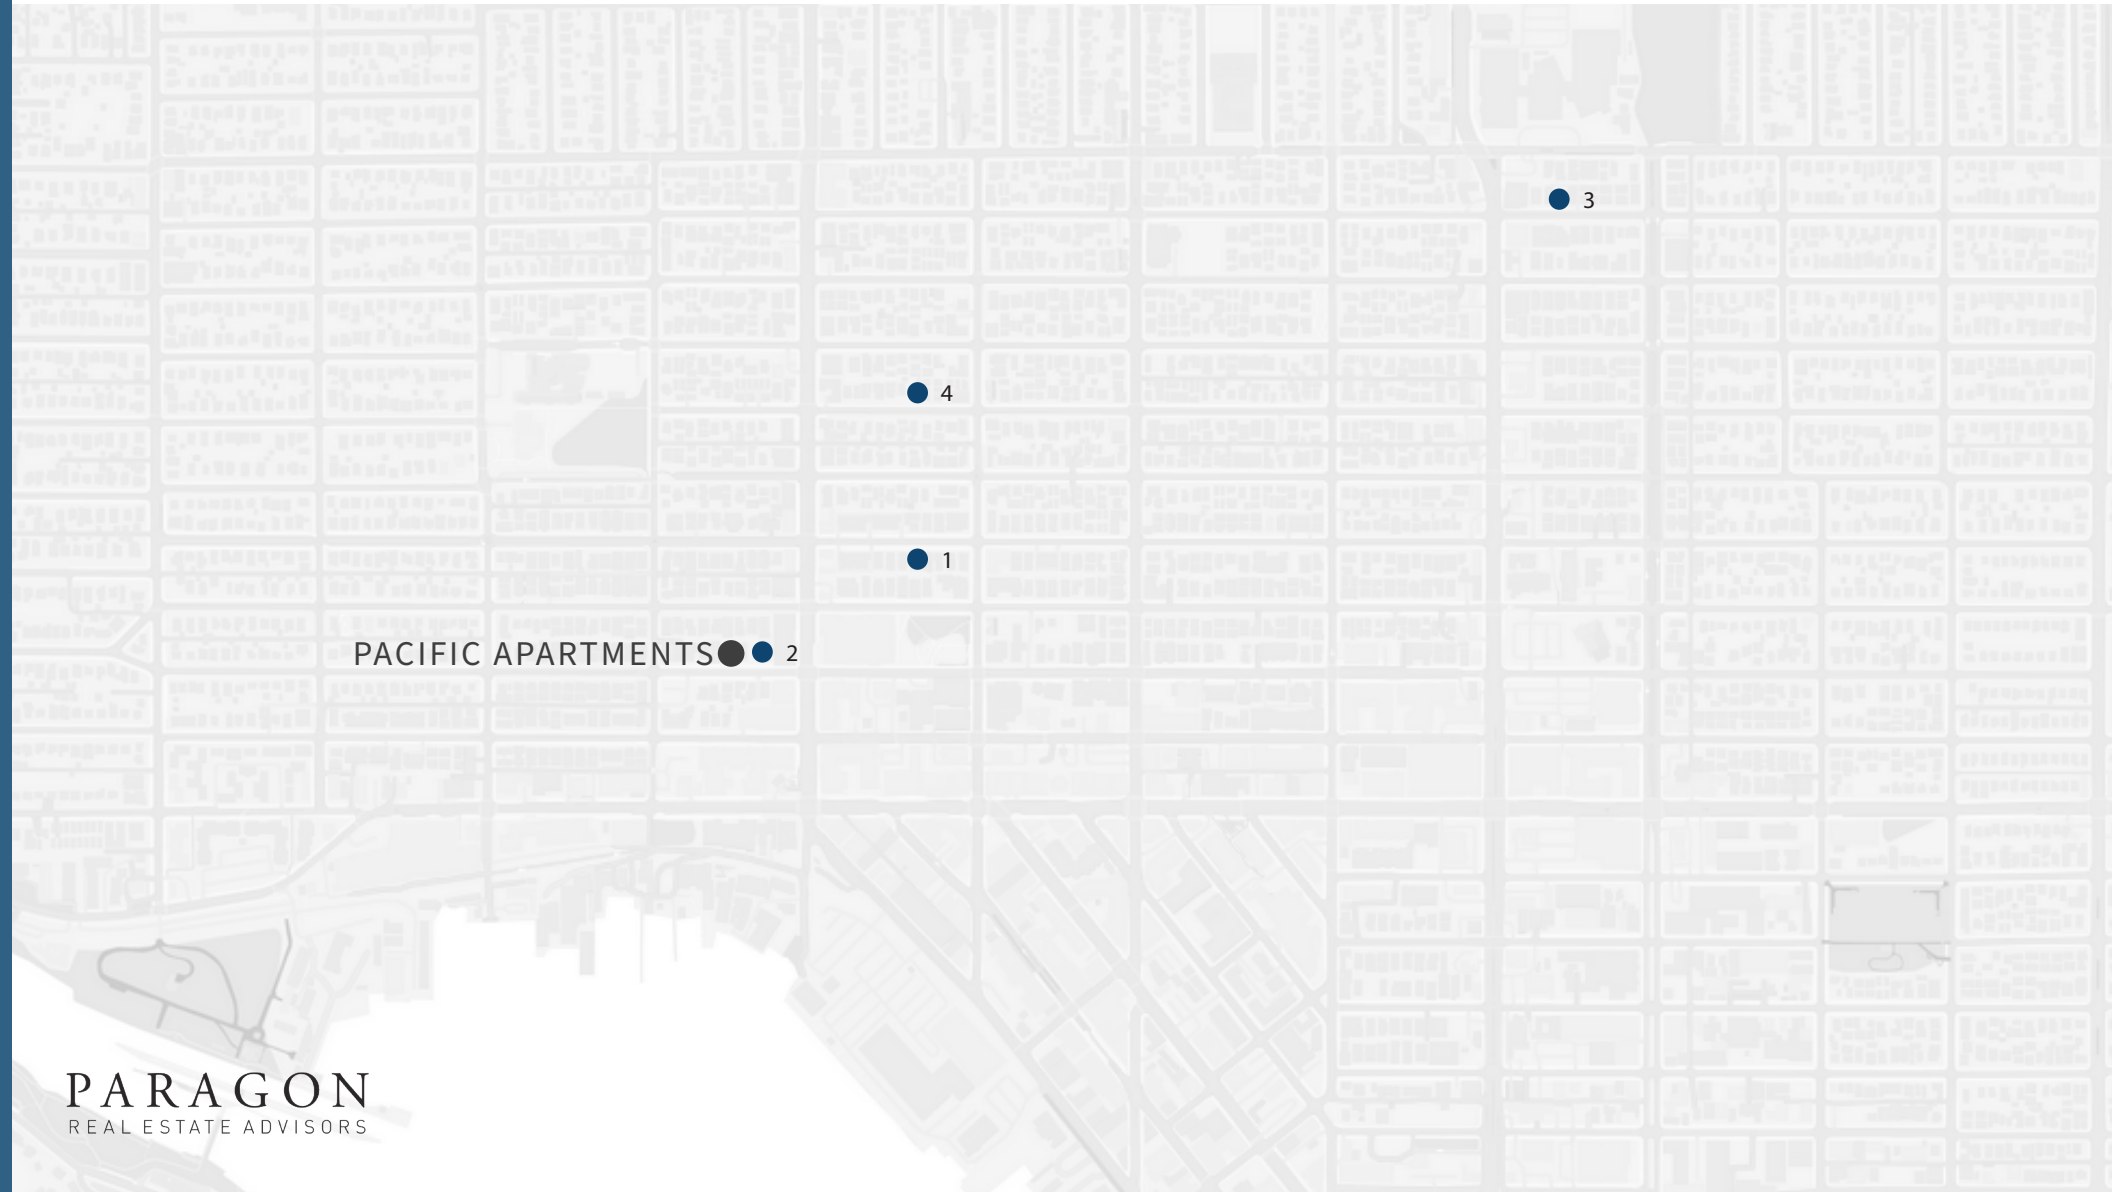 3
4
1
PACIFIC APARTMENTS 2
PARAGON
REAL ESTATE ADVISORS